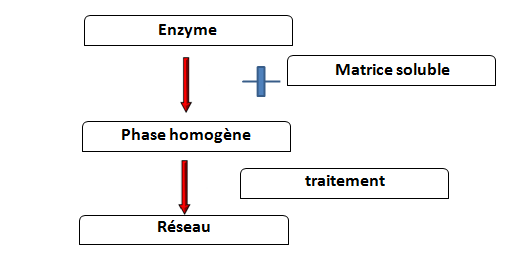 Enzyme
Matrice soluble
Phase homogène
traitement
Réseau